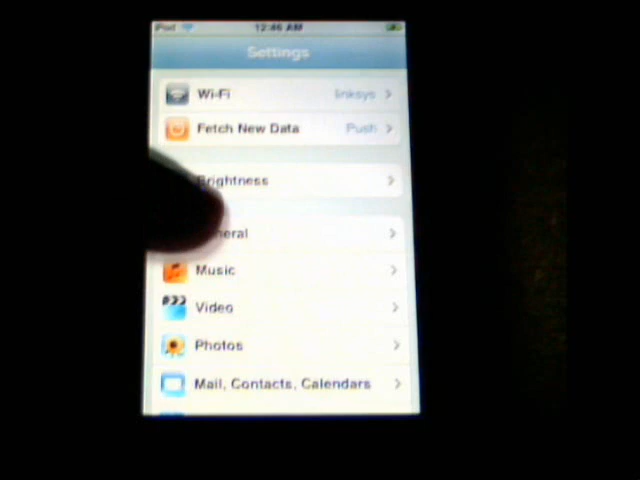 iPod 12:46 AM
Settings
Wi-Fi linksys
Fetch New Data Push
Brightness
neral
Music
Video
Photos
Mail, Contacts, Calendars